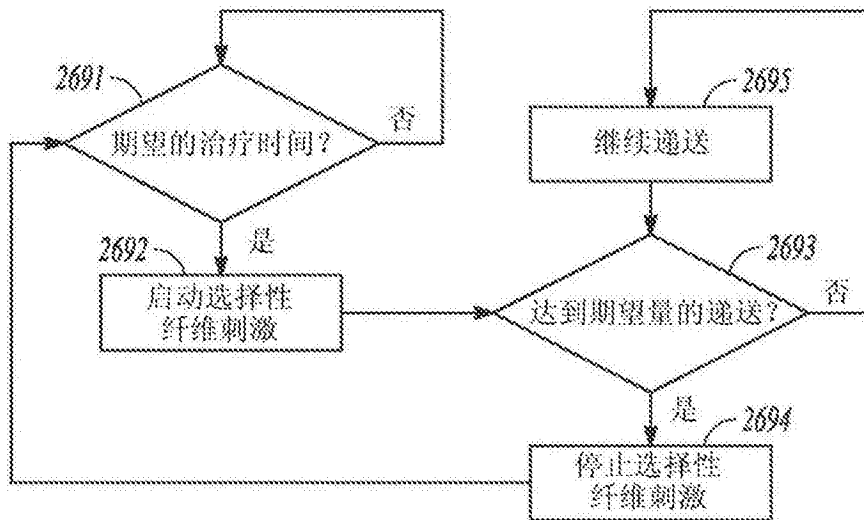 2691
期望的治疗时间?
否
是
2692
启动选择性
纤维刺激
2695
继续递送
2693
达到期望量的递送?
否
是
2694
停止选择性
纤维刺激